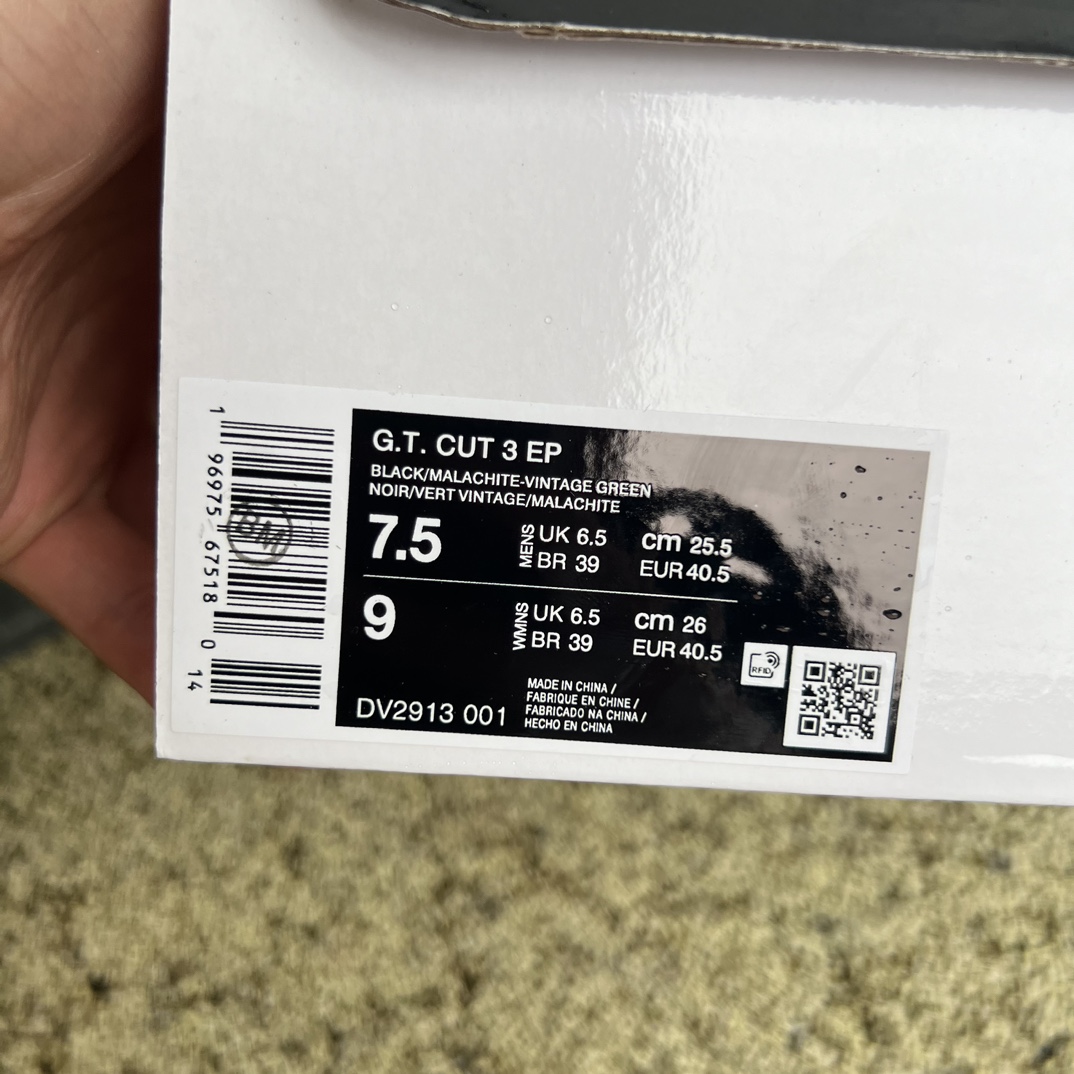 G.T. CUT 3 EP
BLACK/MALACHITE-VINTAGE GREEN
NOIR/VERT VINTAGE/MALACHITE
7.5
MENS
UK 6.5
cm 25.5
BR 39
EUR 40.5
9
WMNS
UK 6.5
cm 26
BR 39
EUR 40.5
RFID
DV2913 001
MADE IN CHINA /
FABRIQUE EN CHINE /
FABRICADO NA CHINA /
HECHO EN CHINA
1 96975 67518 0 14